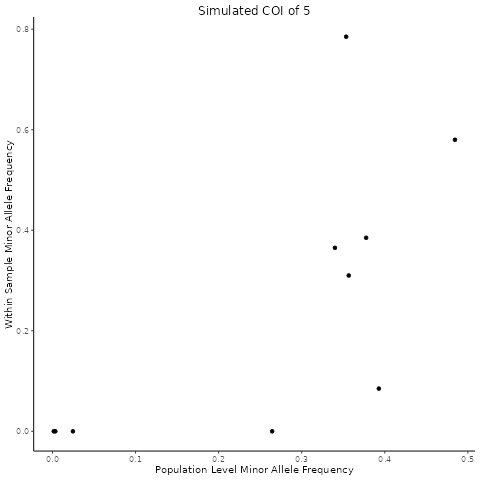 Simulated COI of 5
Within Sample Minor Allele Frequency
0.8
0.6
0.4
0.2
0.0
0.0 0.1 0.2 0.3 0.4 0.5
Population Level Minor Allele Frequency